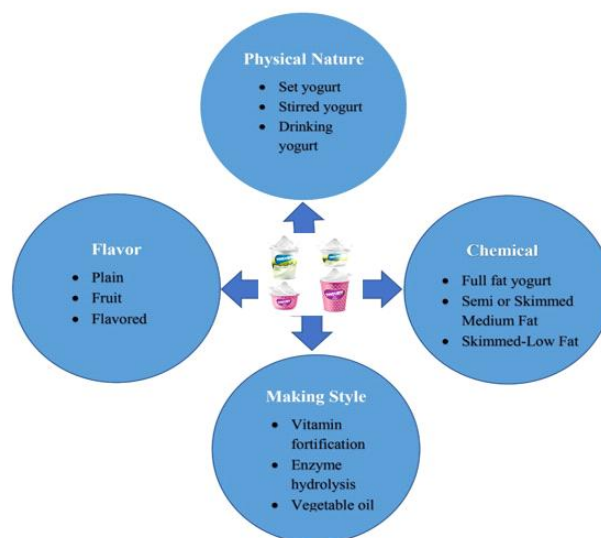 Physical Nature
• Set yogurt
• Stirred yogurt
• Drinking
yogurt
Flavor
• Plain
• Fruit
• Flavored
Chemical
• Full fat yogurt
• Semi or Skimmed
Medium Fat
• Skimmed-Low Fat
Making Style
• Vitamin
fortification
• Enzyme
hydrolysis
• Vegetable oil